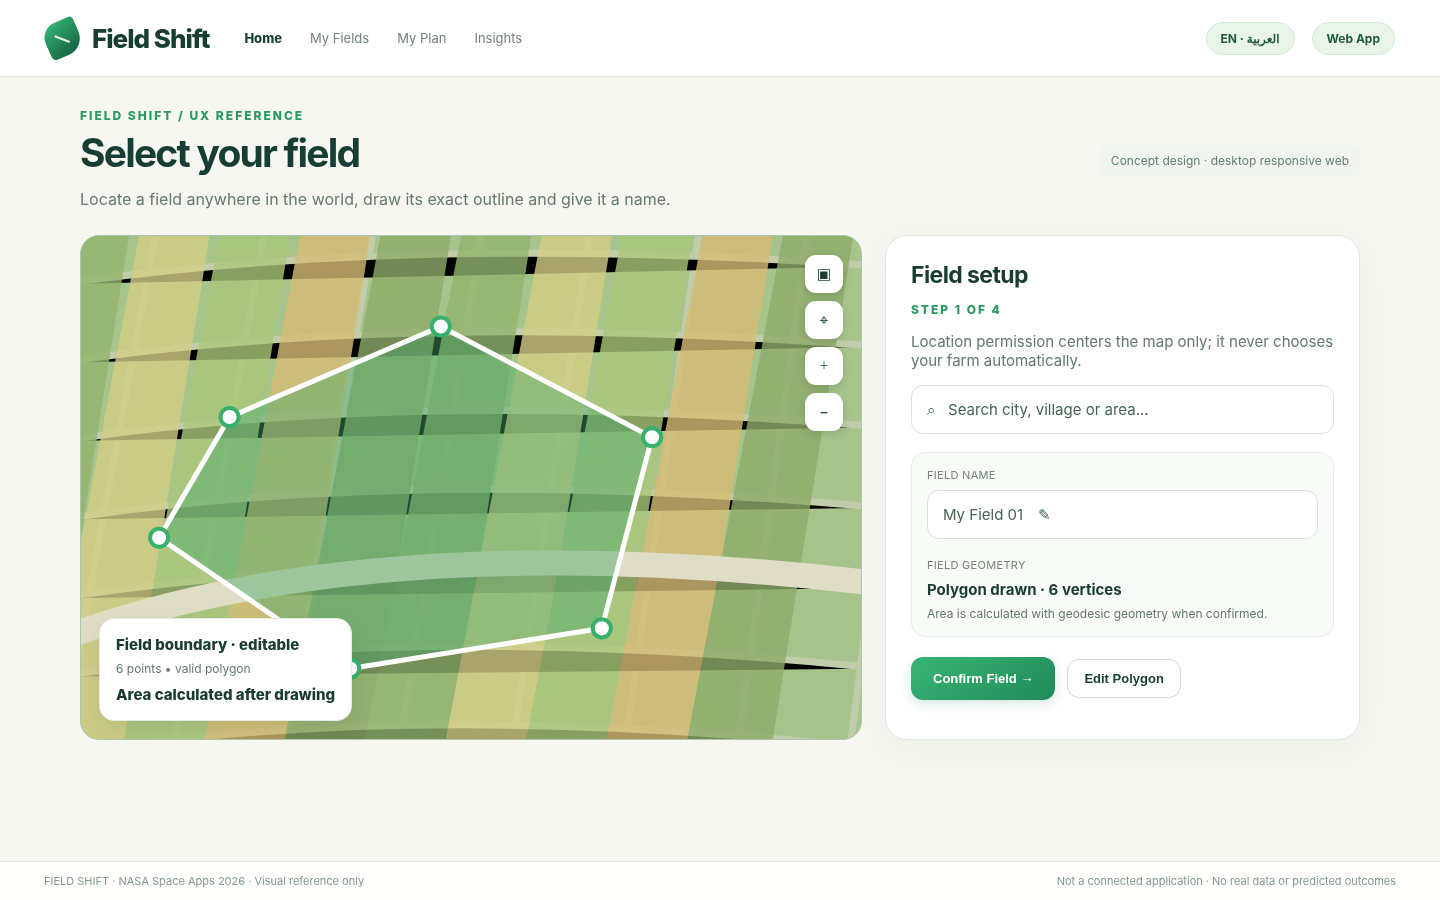 Field Shift
Home
My Fields
My Plan
Insights
EN · العربية
Web App
FIELD SHIFT / UX REFERENCE
Select your field
Concept design · desktop responsive web
Locate a field anywhere in the world, draw its exact outline and give it a name.
Field boundary · editable
6 points • valid polygon
Area calculated after drawing
Field setup
STEP 1 OF 4
Location permission centers the map only; it never chooses
your farm automatically.
Search city, village or area...
FIELD NAME
My Field 01
FIELD GEOMETRY
Polygon drawn · 6 vertices
Area is calculated with geodesic geometry when confirmed.
Confirm Field →
Edit Polygon
FIELD SHIFT · NASA Space Apps 2026 · Visual reference only
Not a connected application · No real data or predicted outcomes